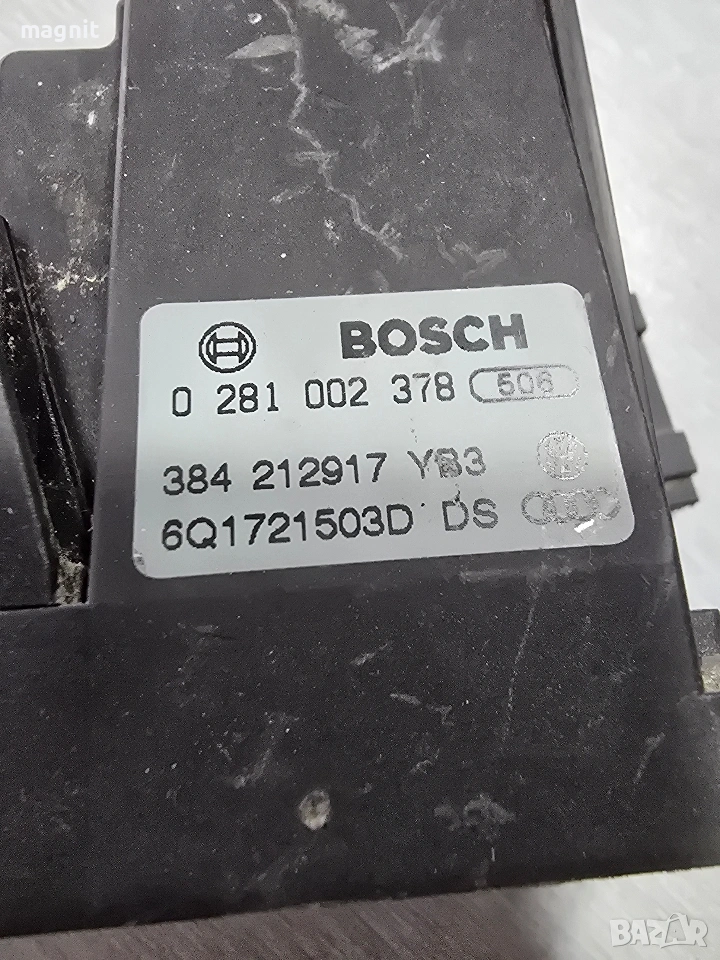 magnit
BOSCH
0 281 002 378 506
384 212917 YB3
6Q1721503D DS
BAZAR